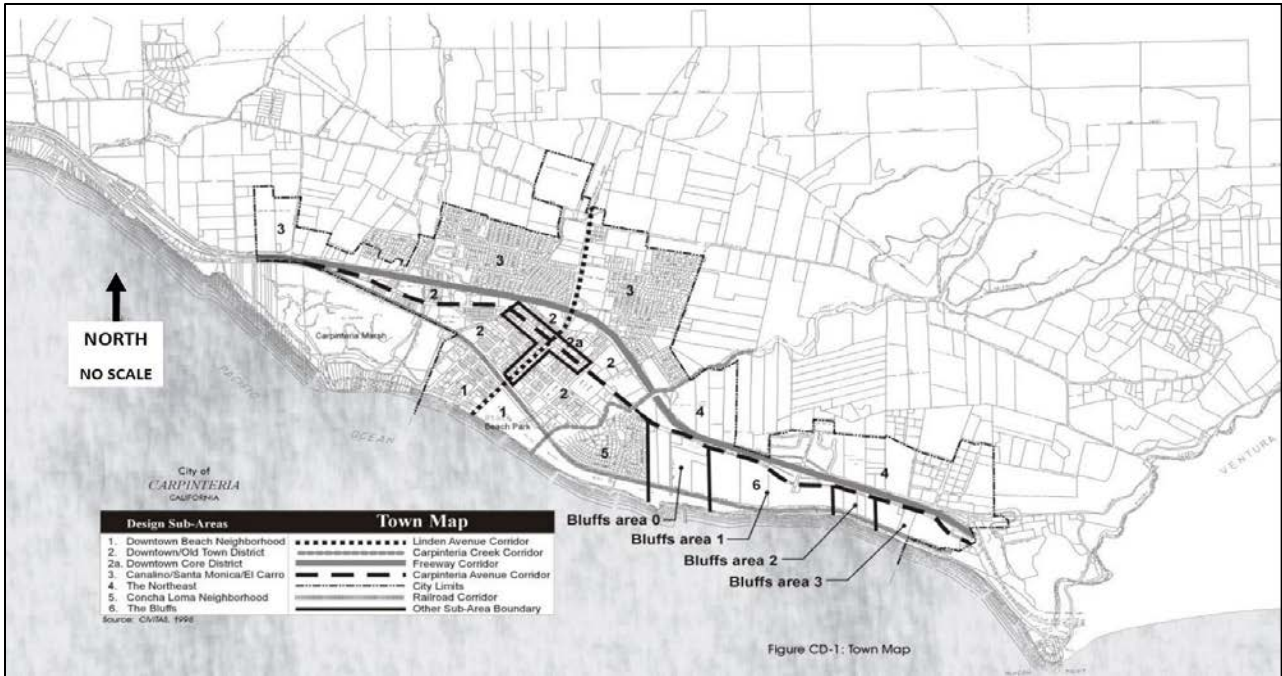 3
3
3
2
2
2
2a
2
2
1
1
Carpinteria Marsh
Beach Park
5
4
4
6
NORTH
NO SCALE
PACIFIC
OCEAN
VENTURA
Bluffs area 0
Bluffs area 1
Bluffs area 2
Bluffs area 3
City of
CARPINTERIA
CALIFORNIA
Design Sub-Areas Town Map
1. Downtown Beach Neighborhood Linden Avenue Corridor
2. Downtown/Old Town District Carpinteria Creek Corridor
2a. Downtown Core District Freeway Corridor
3. Canalino/Santa Monica/El Carro Carpinteria Avenue Corridor
4. The Northeast City Limits
5. Concha Loma Neighborhood Railroad Corridor
6. The Bluffs Other Sub-Area Boundary
Source: CIVITAS, 1998
Figure CD-1: Town Map